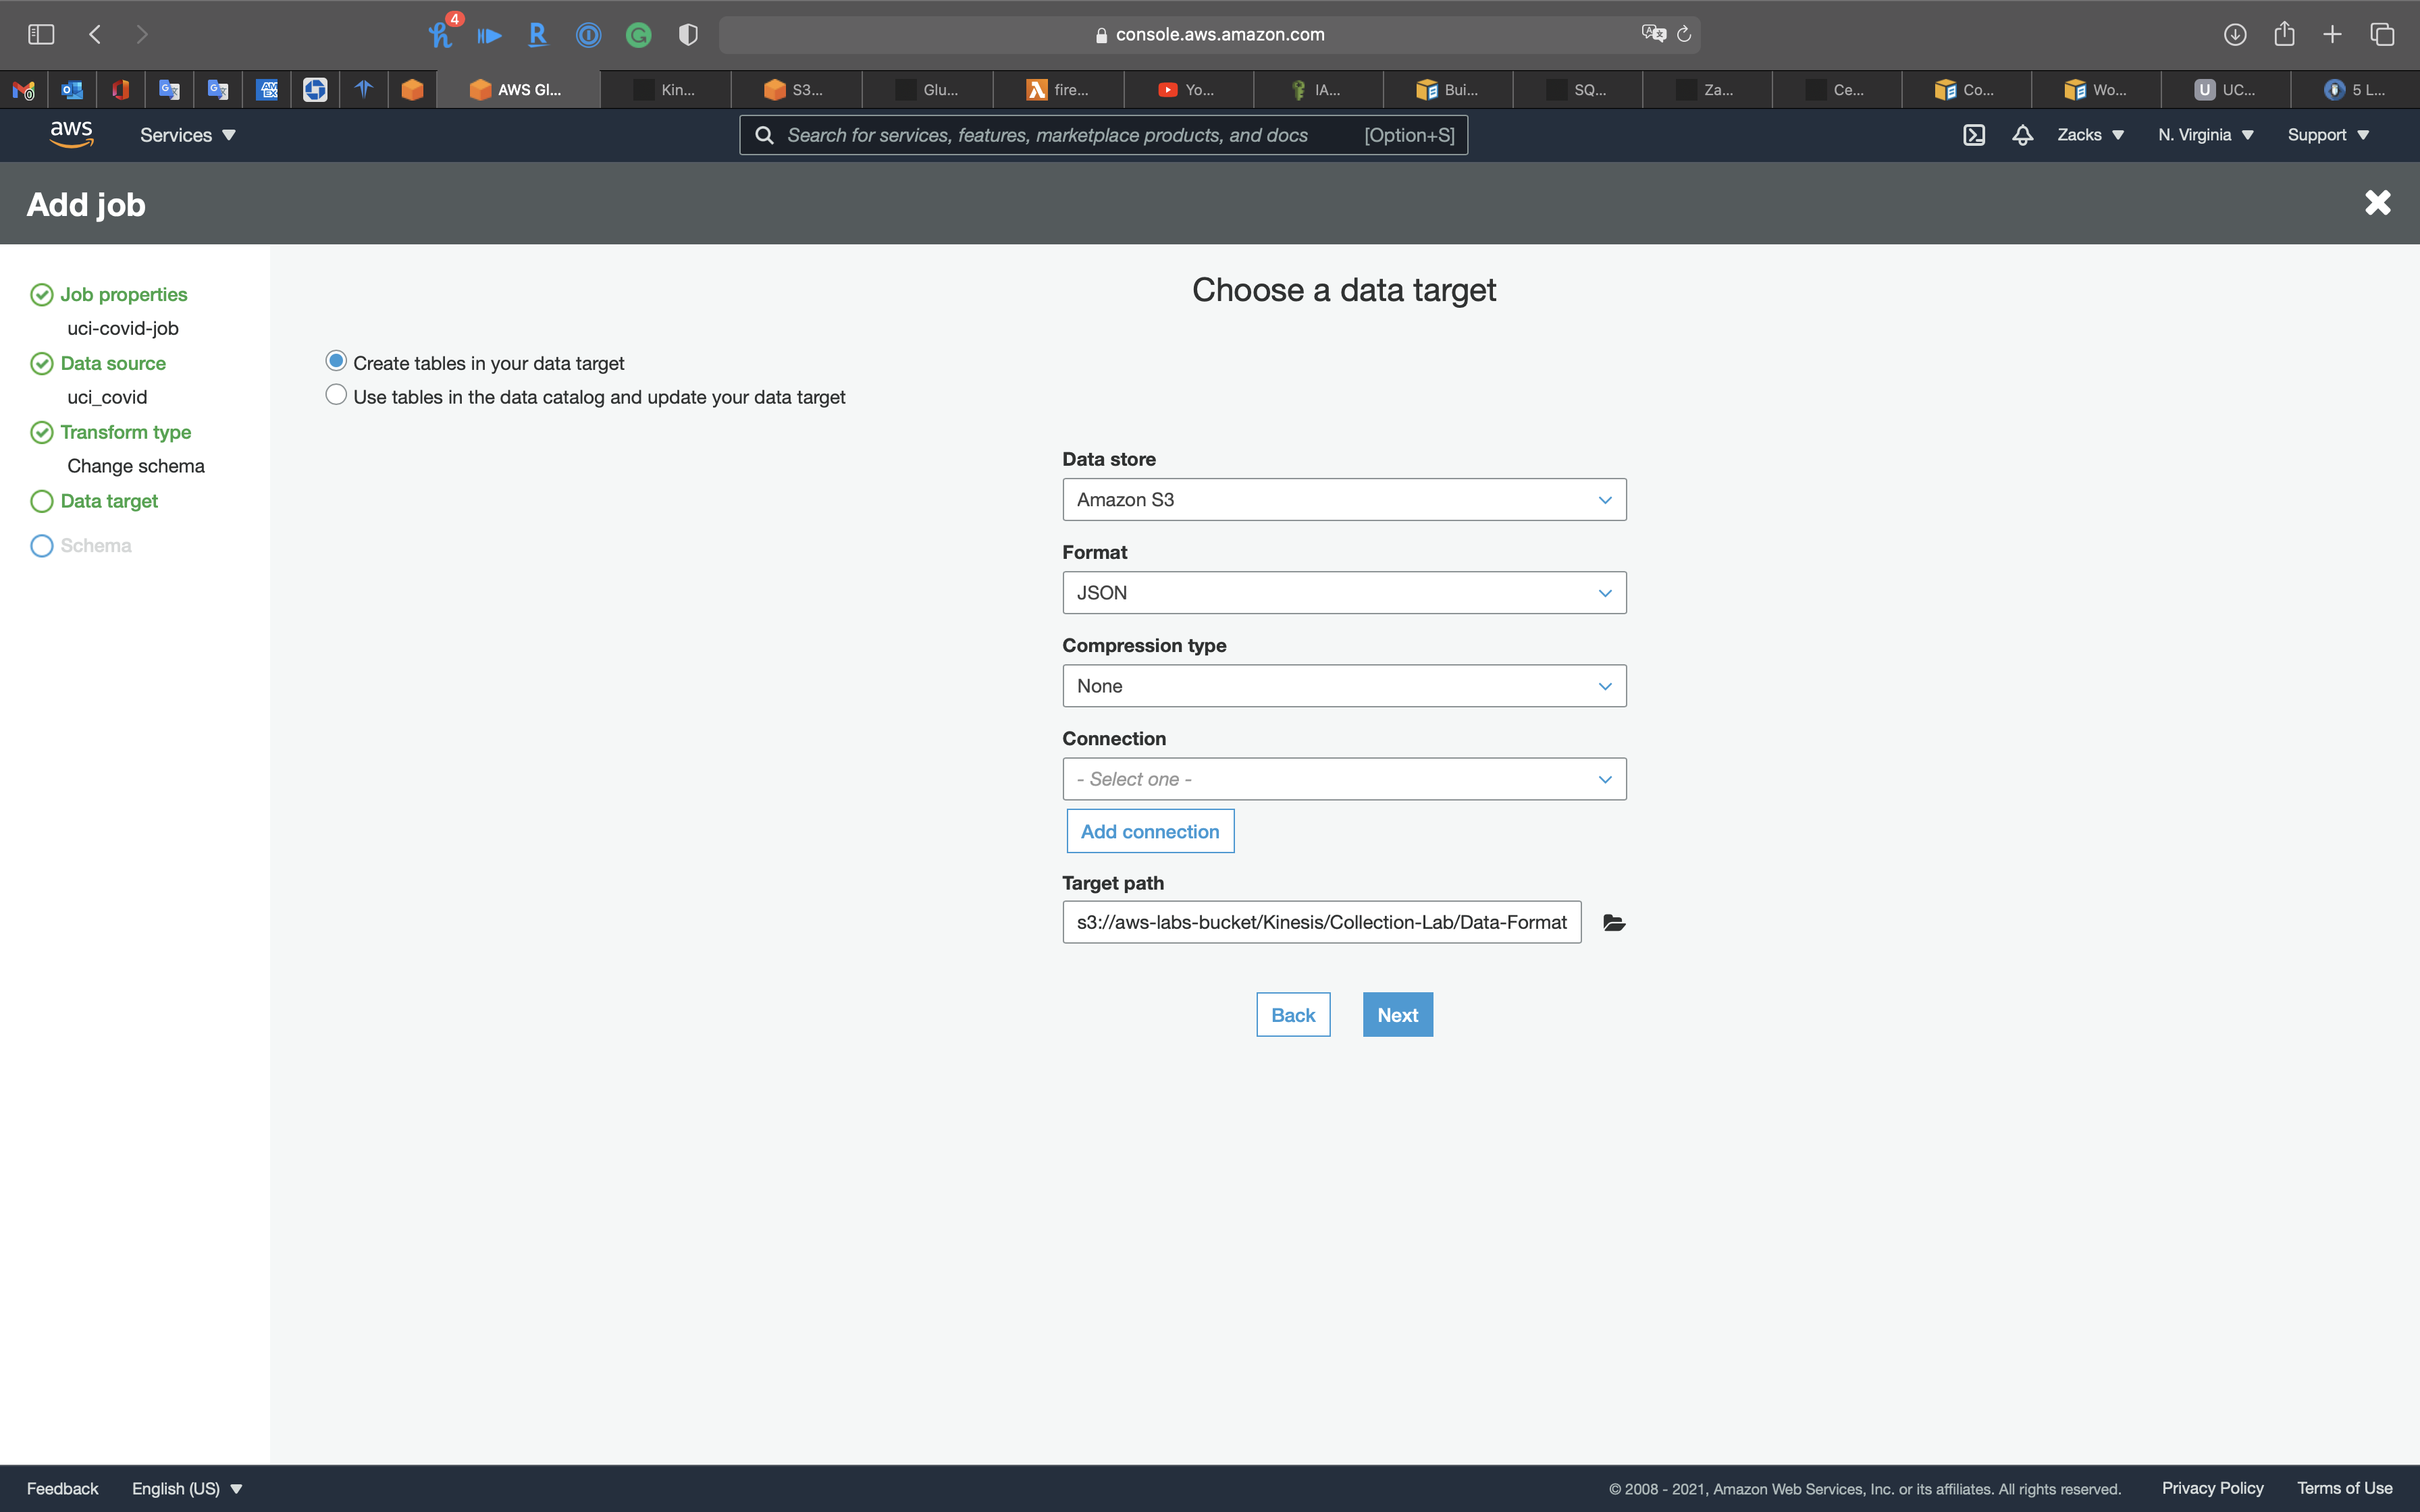 4
console.aws.amazon.com
AWS Gl...
Kin...
S3...
Glu...
fire...
Yo...
IA...
Bui...
SQ...
Za...
Ce...
Co...
Wo...
U UC...
5 L...
aws
Services
Search for services, features, marketplace products, and docs [Option+S]
Zacks
N. Virginia
Support
Add job
Job properties
uci-covid-job
Data source
uci_covid
Transform type
Change schema
Data target
Schema
Choose a data target
Create tables in your data target
Use tables in the data catalog and update your data target
Data store
Amazon S3
Format
JSON
Compression type
None
Connection
- Select one -
Add connection
Target path
s3://aws-labs-bucket/Kinesis/Collection-Lab/Data-Format
Back
Next
Feedback
English (US)
© 2008 - 2021, Amazon Web Services, Inc. or its affiliates. All rights reserved.
Privacy Policy
Terms of Use